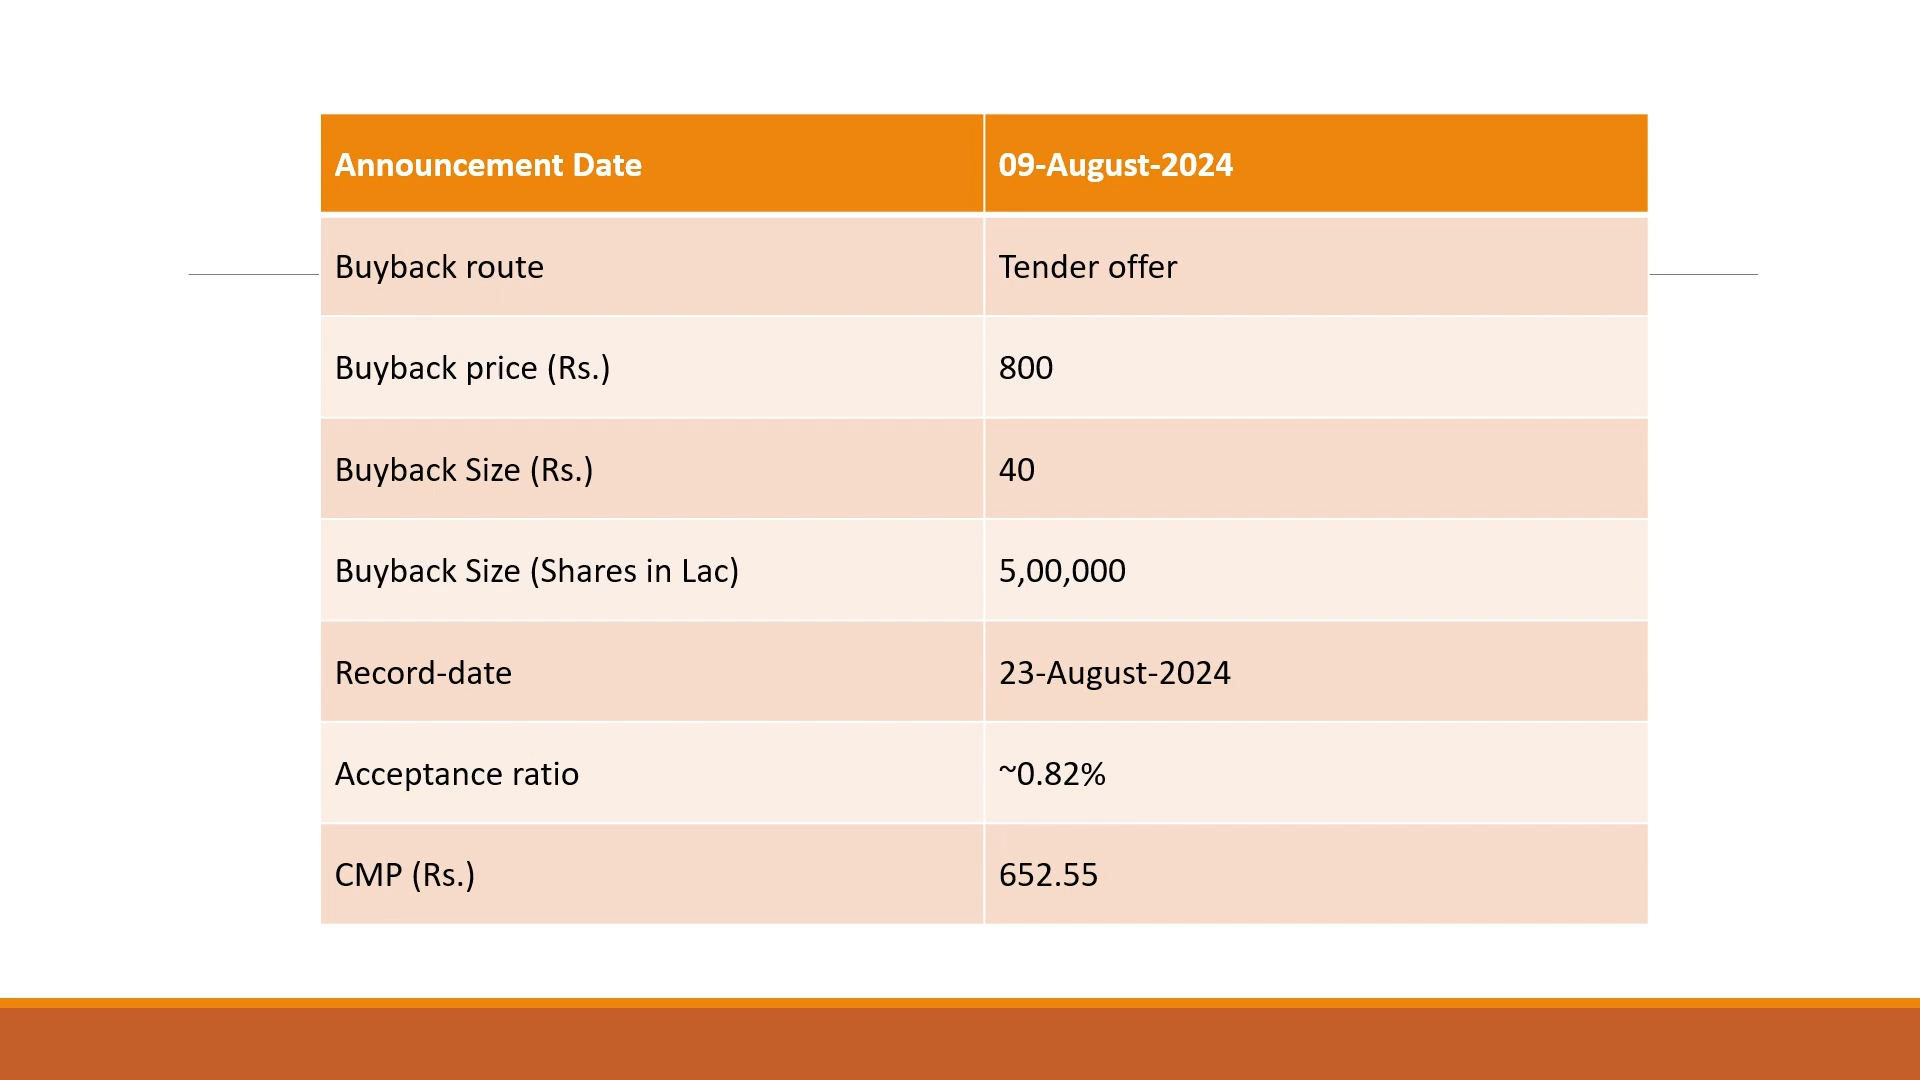 Announcement Date 09-August-2024
Buyback route Tender offer
Buyback price (Rs.) 800
Buyback Size (Rs.) 40
Buyback Size (Shares in Lac) 5,00,000
Record-date 23-August-2024
Acceptance ratio ~0.82%
CMP (Rs.) 652.55